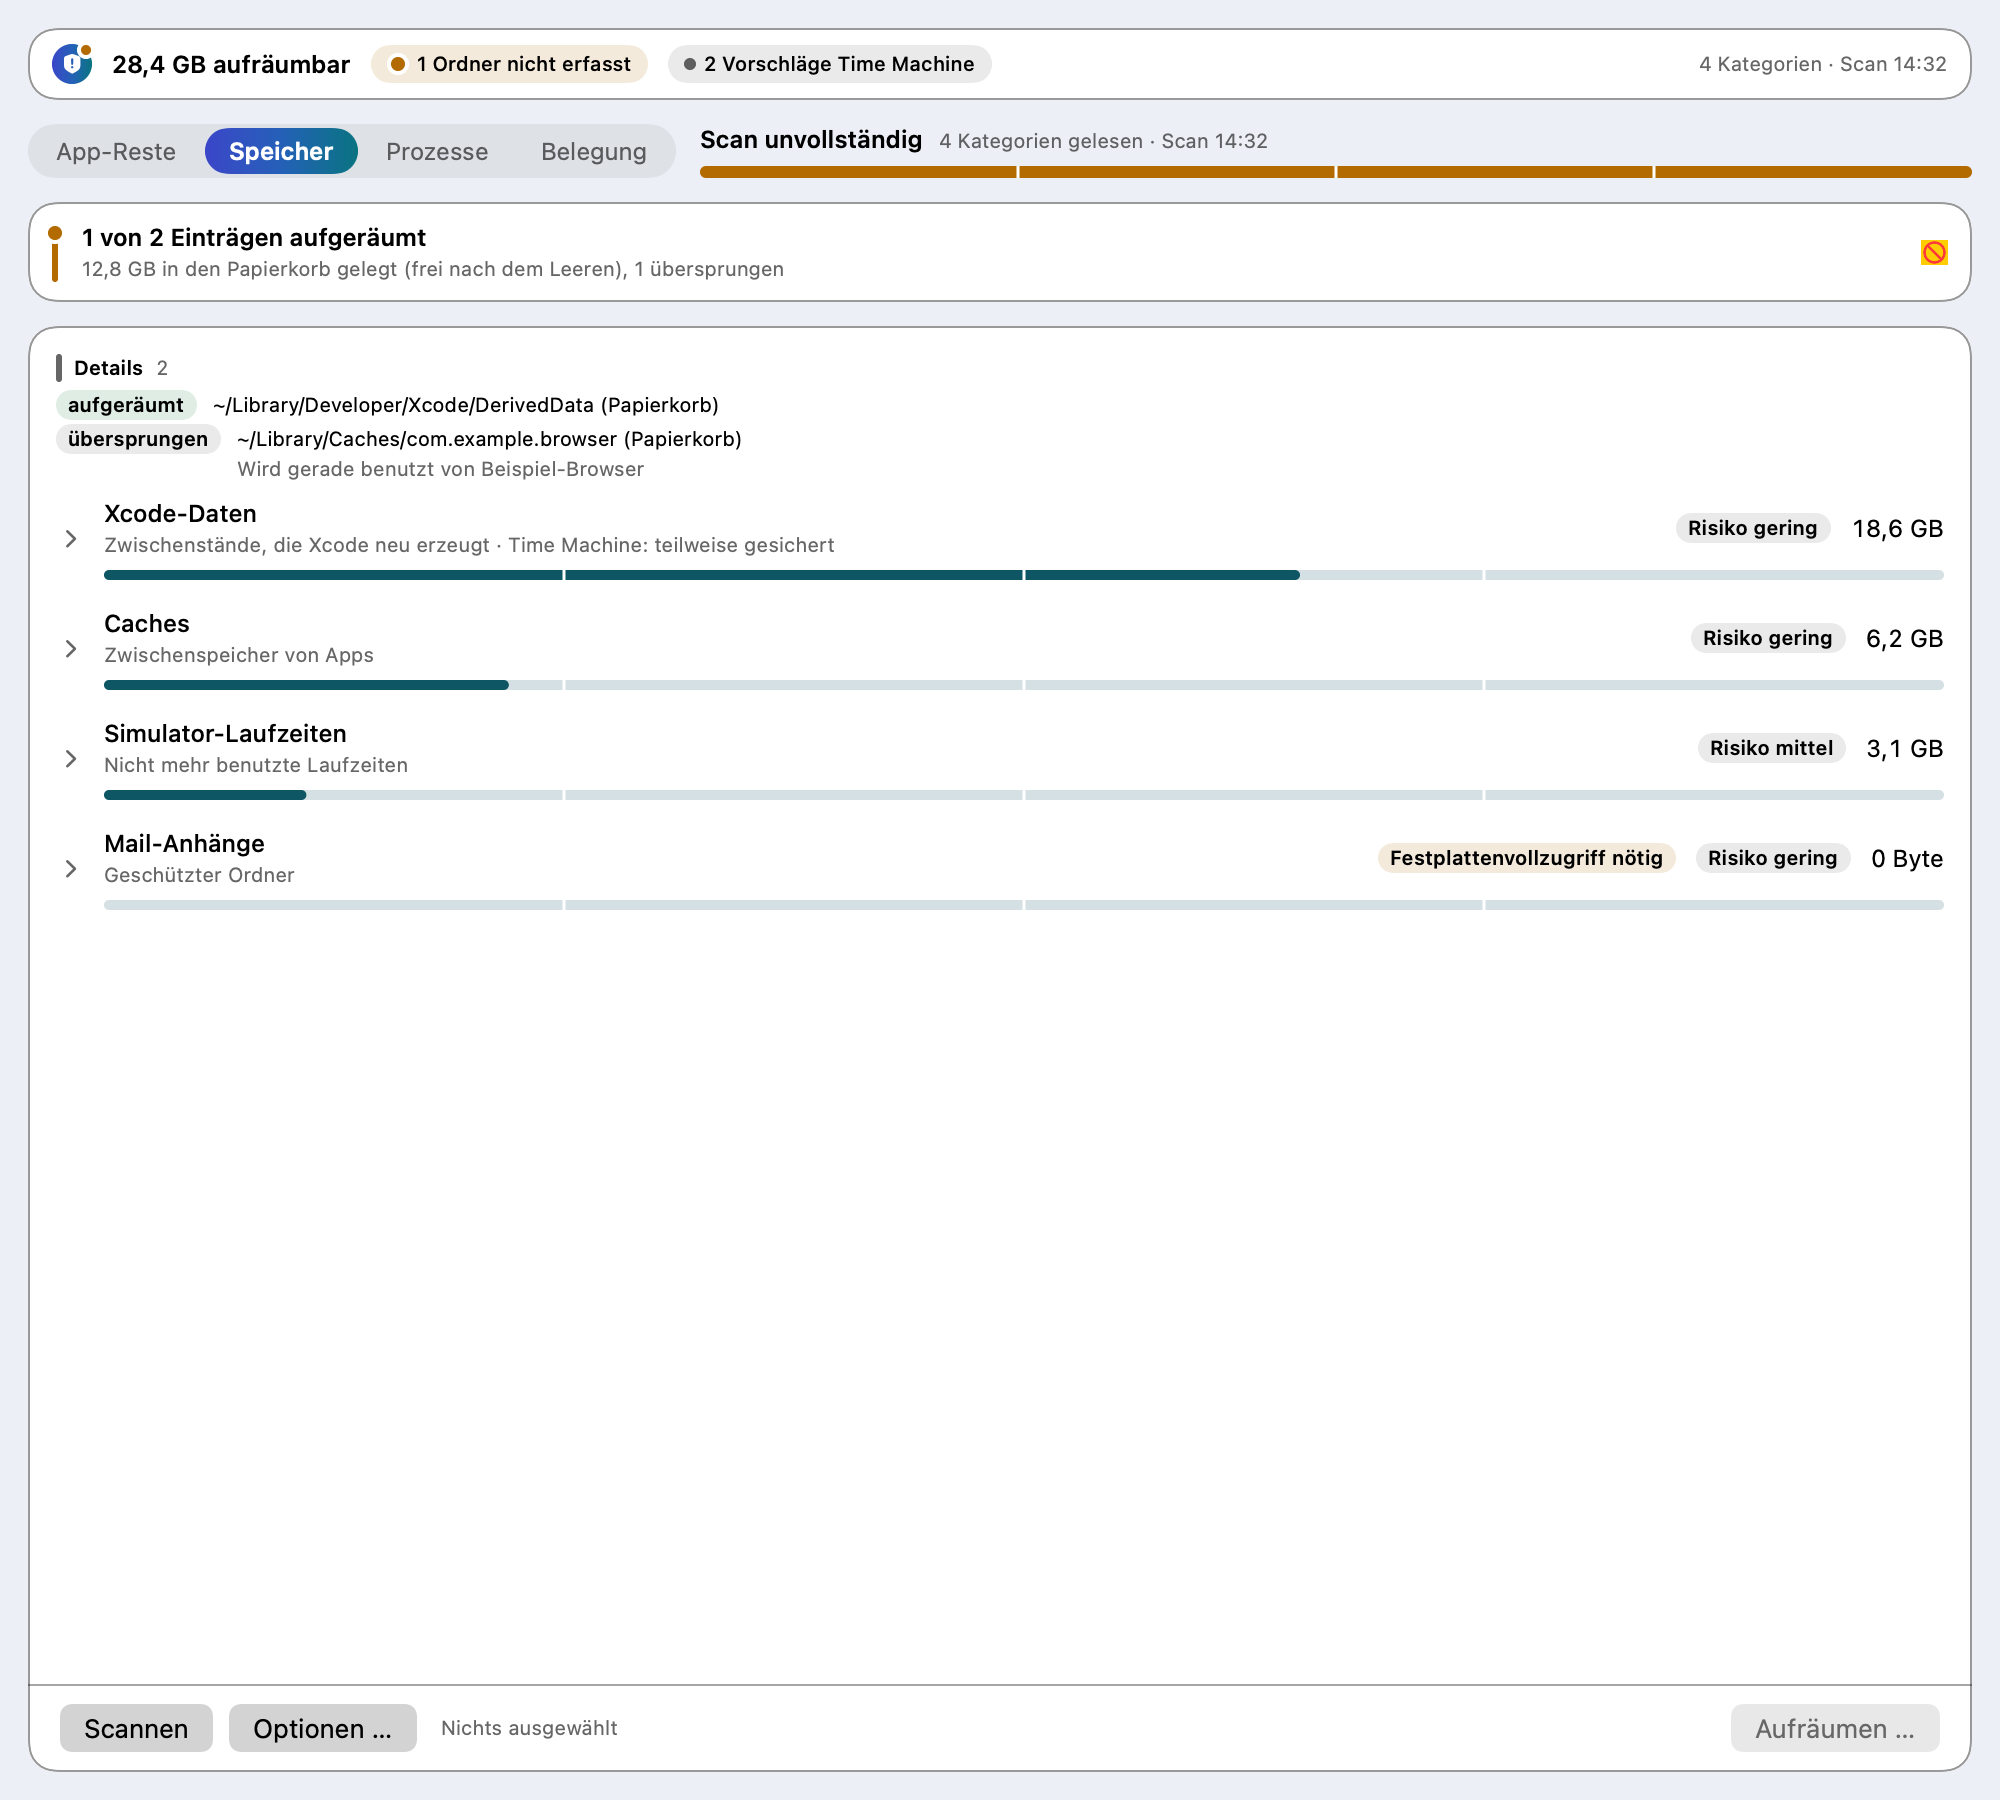 28,4 GB aufräumbar 1 Ordner nicht erfasst 2 Vorschläge Time Machine 4 Kategorien · Scan 14:32
App-Reste Speicher Prozesse Belegung
Scan unvollständig 4 Kategorien gelesen · Scan 14:32
1 von 2 Einträgen aufgeräumt
12,8 GB in den Papierkorb gelegt (frei nach dem Leeren), 1 übersprungen
Details 2
aufgeräumt ~/Library/Developer/Xcode/DerivedData (Papierkorb)
übersprungen ~/Library/Caches/com.example.browser (Papierkorb)
Wird gerade benutzt von Beispiel-Browser
Xcode-Daten
Zwischenstände, die Xcode neu erzeugt · Time Machine: teilweise gesichert
Risiko gering 18,6 GB
Caches
Zwischenspeicher von Apps
Risiko gering 6,2 GB
Simulator-Laufzeiten
Nicht mehr benutzte Laufzeiten
Risiko mittel 3,1 GB
Mail-Anhänge
Geschützter Ordner
Festplattenvollzugriff nötig Risiko gering 0 Byte
Scannen Optionen ... Nichts ausgewählt Aufräumen ...